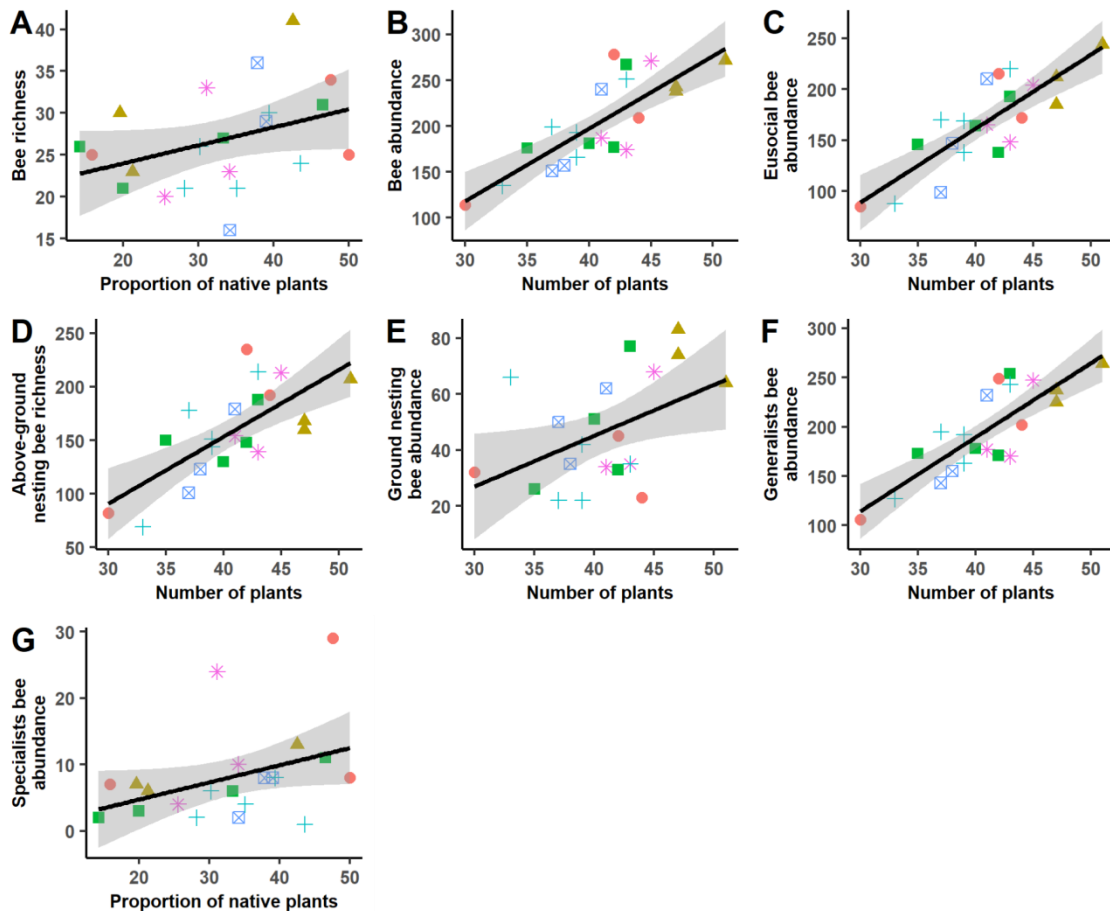 A
Bee richness
40
35
30
25
20
15
20 30 40 50
Proportion of native plants
B
Bee abundance
300
250
200
150
100
30 35 40 45 50
Number of plants
C
Eusocial bee
abundance
250
200
150
100
30 35 40 45 50
Number of plants
D
Above-ground
nesting bee richness
250
200
150
100
50
30 35 40 45 50
Number of plants
E
Ground nesting
bee abundance
80
60
40
20
30 35 40 45 50
Number of plants
F
Generalists bee
abundance
300
250
200
150
100
30 35 40 45 50
Number of plants
G
Specialists bee
abundance
30
20
10
0
20 30 40 50
Proportion of native plants